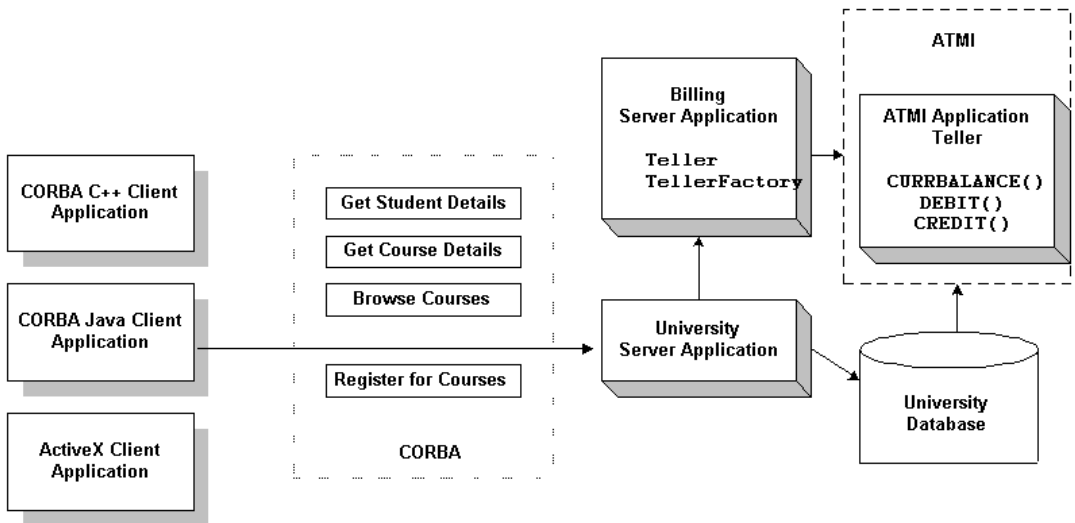 CORBA C++ Client
Application
CORBA Java Client
Application
ActiveX Client
Application
Get Student Details
Get Course Details
Browse Courses
Register for Courses
CORBA
Billing
Server Application
Teller
TellerFactory
University
Server Application
ATMI
ATMI Application
Teller
CURRBALANCE()
DEBIT()
CREDIT()
University
Database